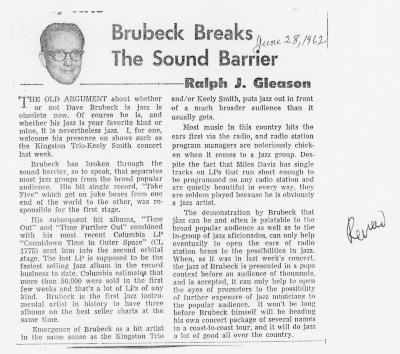 Brubeck Breaks
The Sound Barrier
June 28, 1962
Ralph J. Gleason
THE OLD ARGUMENT about whether
or not Dave Brubeck is jazz is
obsolete now. Of course he is, and
whether his jazz is your favorite kind or
mine, it is nevertheless jazz. I, for one,
welcome his presence on shows such as
the Kingston Trio-Keely Smith concert
last week.
Brubeck has broken through the
sound barrier, so to speak, that separates
most jazz groups from the broad popular
audience. His hit single record, "Take
Five" which got on juke boxes from one
end of the world to the other, was re-
sponsible for the first stage.
His subsequent hit albums, "Time
Out" and "Time Further Out" combined
with his most recent Columbia LP
"Countdown Time in Outer Space" (CL
1775) sent him into the second orbital
stage. The last LP is supposed to be the
fastest selling jazz album in the record
business to date. Columbia estimates
that more than 50,000 were sold in the first
few weeks and that's a lot of LPs of any
kind. Brubeck is the first jazz instru-
mental artist in history to have three
albums on the best seller charts at the
same time.
Emergence of Brubeck as a hit artist
in the same sense as the Kingston Trio
and/or Keely Smith, puts jazz out in front
of a much broader audience than it
usually gets.
Most music in this country hits the
ears first via the radio, and radio station
program managers are notoriously chick-
en when it comes to a jazz group. Des-
pite the fact that Miles Davis has single
tracks on LPs that run short enough to
be programmed on any radio station and
are quietly beautiful in every way, they
are seldom played because he is obviously
a jazz artist.
The demonstration by Brubeck that
jazz can be and often is palatable to the
broad popular audience as well as to the
in-group of jazz aficionados, can only help
eventually to open the ears of radio
station brass to the possibilities in jazz.
When, as it was in last week's concert,
the jazz of Brubeck is presented in a pops
context before an audience of thousands,
and is accepted, it can only help to open
the eyes of promoters to the possibility
of further exposure of jazz musicians to
the popular audience. It won't be long
before Brubeck himself will be heading
his own concert package of several names
in a coast-to-coast tour, and it will do jazz
a lot of good all over the country.